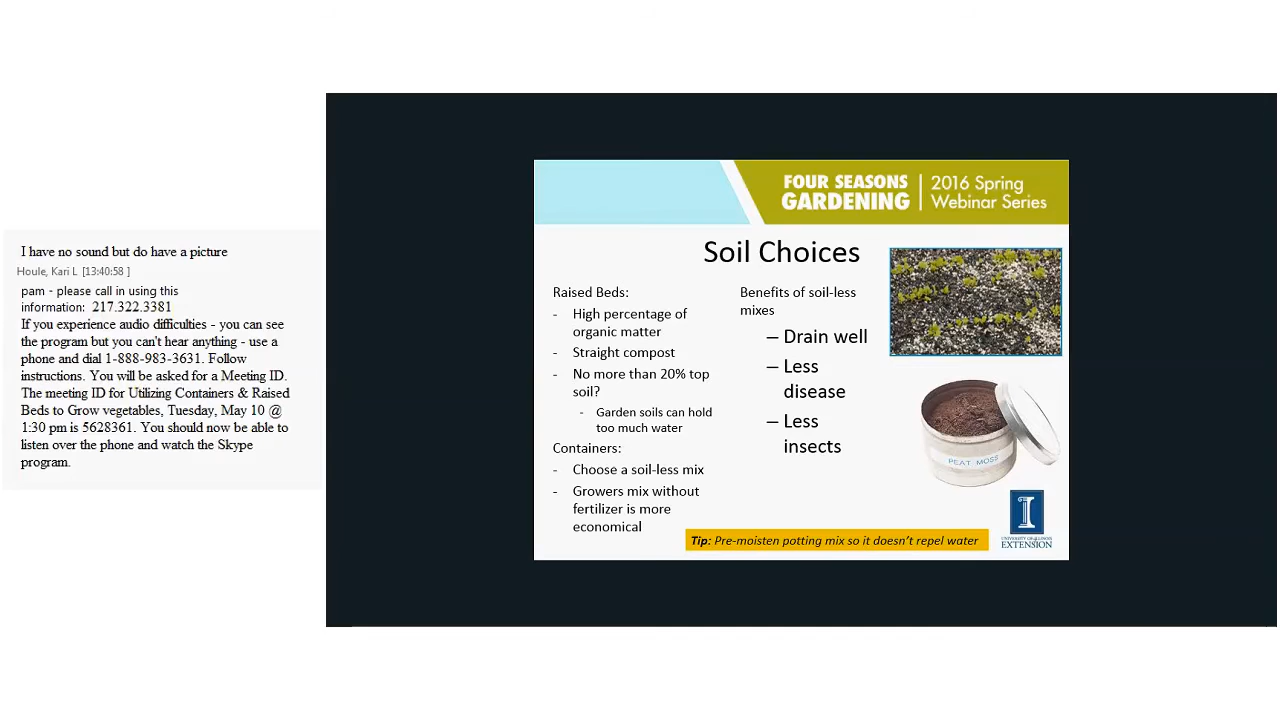 I have no sound but do have a picture
Houle, Kari L [13:40:58 ]
pam - please call in using this
information: 217.322.3381
If you experience audio difficulties - you can see
the program but you can't hear anything - use a
phone and dial 1-888-983-3631. Follow
instructions. You will be asked for a Meeting ID.
The meeting ID for Utilizing Containers & Raised
Beds to Grow vegetables, Tuesday, May 10 @
1:30 pm is 5628361. You should now be able to
listen over the phone and watch the Skype
program.
FOUR SEASONS
GARDENING
2016 Spring
Webinar Series
Soil Choices
Raised Beds:
- High percentage of
organic matter
- Straight compost
- No more than 20% top
soil?
- Garden soils can hold
too much water
Containers:
- Choose a soil-less mix
- Growers mix without
fertilizer is more
economical
Benefits of soil-less
mixes
– Drain well
– Less
disease
– Less
insects
PEAT MOSS
Tip: Pre-moisten potting mix so it doesn't repel water
I
UNIVERSITY OF ILLINOIS
EXTENSION